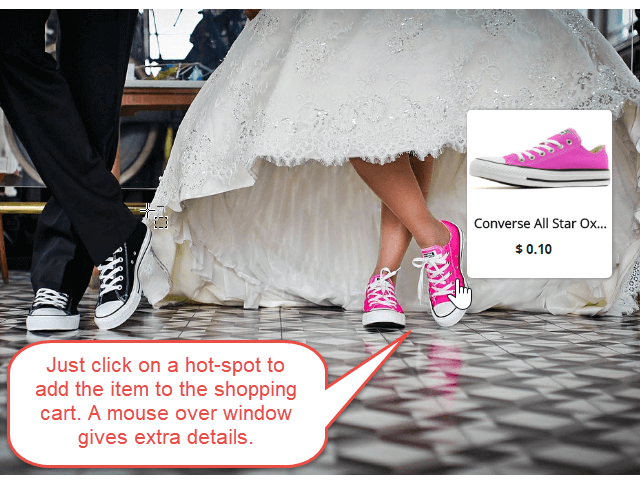 Converse All Star Ox...
$ 0.10
Just click on a hot-spot to
add the item to the shopping
cart. A mouse over window
gives extra details.